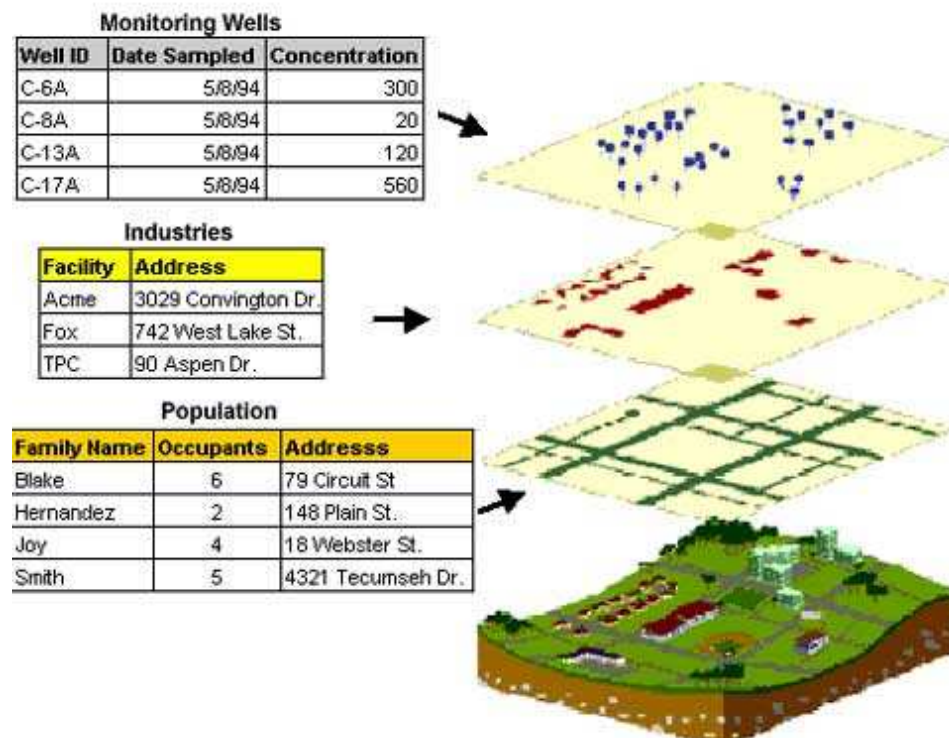 Monitoring Wells
Well ID Date Sampled Concentration
C-6A 5/8/94 300
C-8A 5/8/94 20
C-13A 5/8/94 120
C-17A 5/8/94 560
Industries
Facility Address
Acme 3029 Convington Dr.
Fox 742 West Lake St.
TPC 90 Aspen Dr.
Population
Family Name Occupants Addresss
Blake 6 79 Circuit St
Hernandez 2 148 Plain St.
Joy 4 18 Webster St.
Smith 5 4321 Tecumseh Dr.